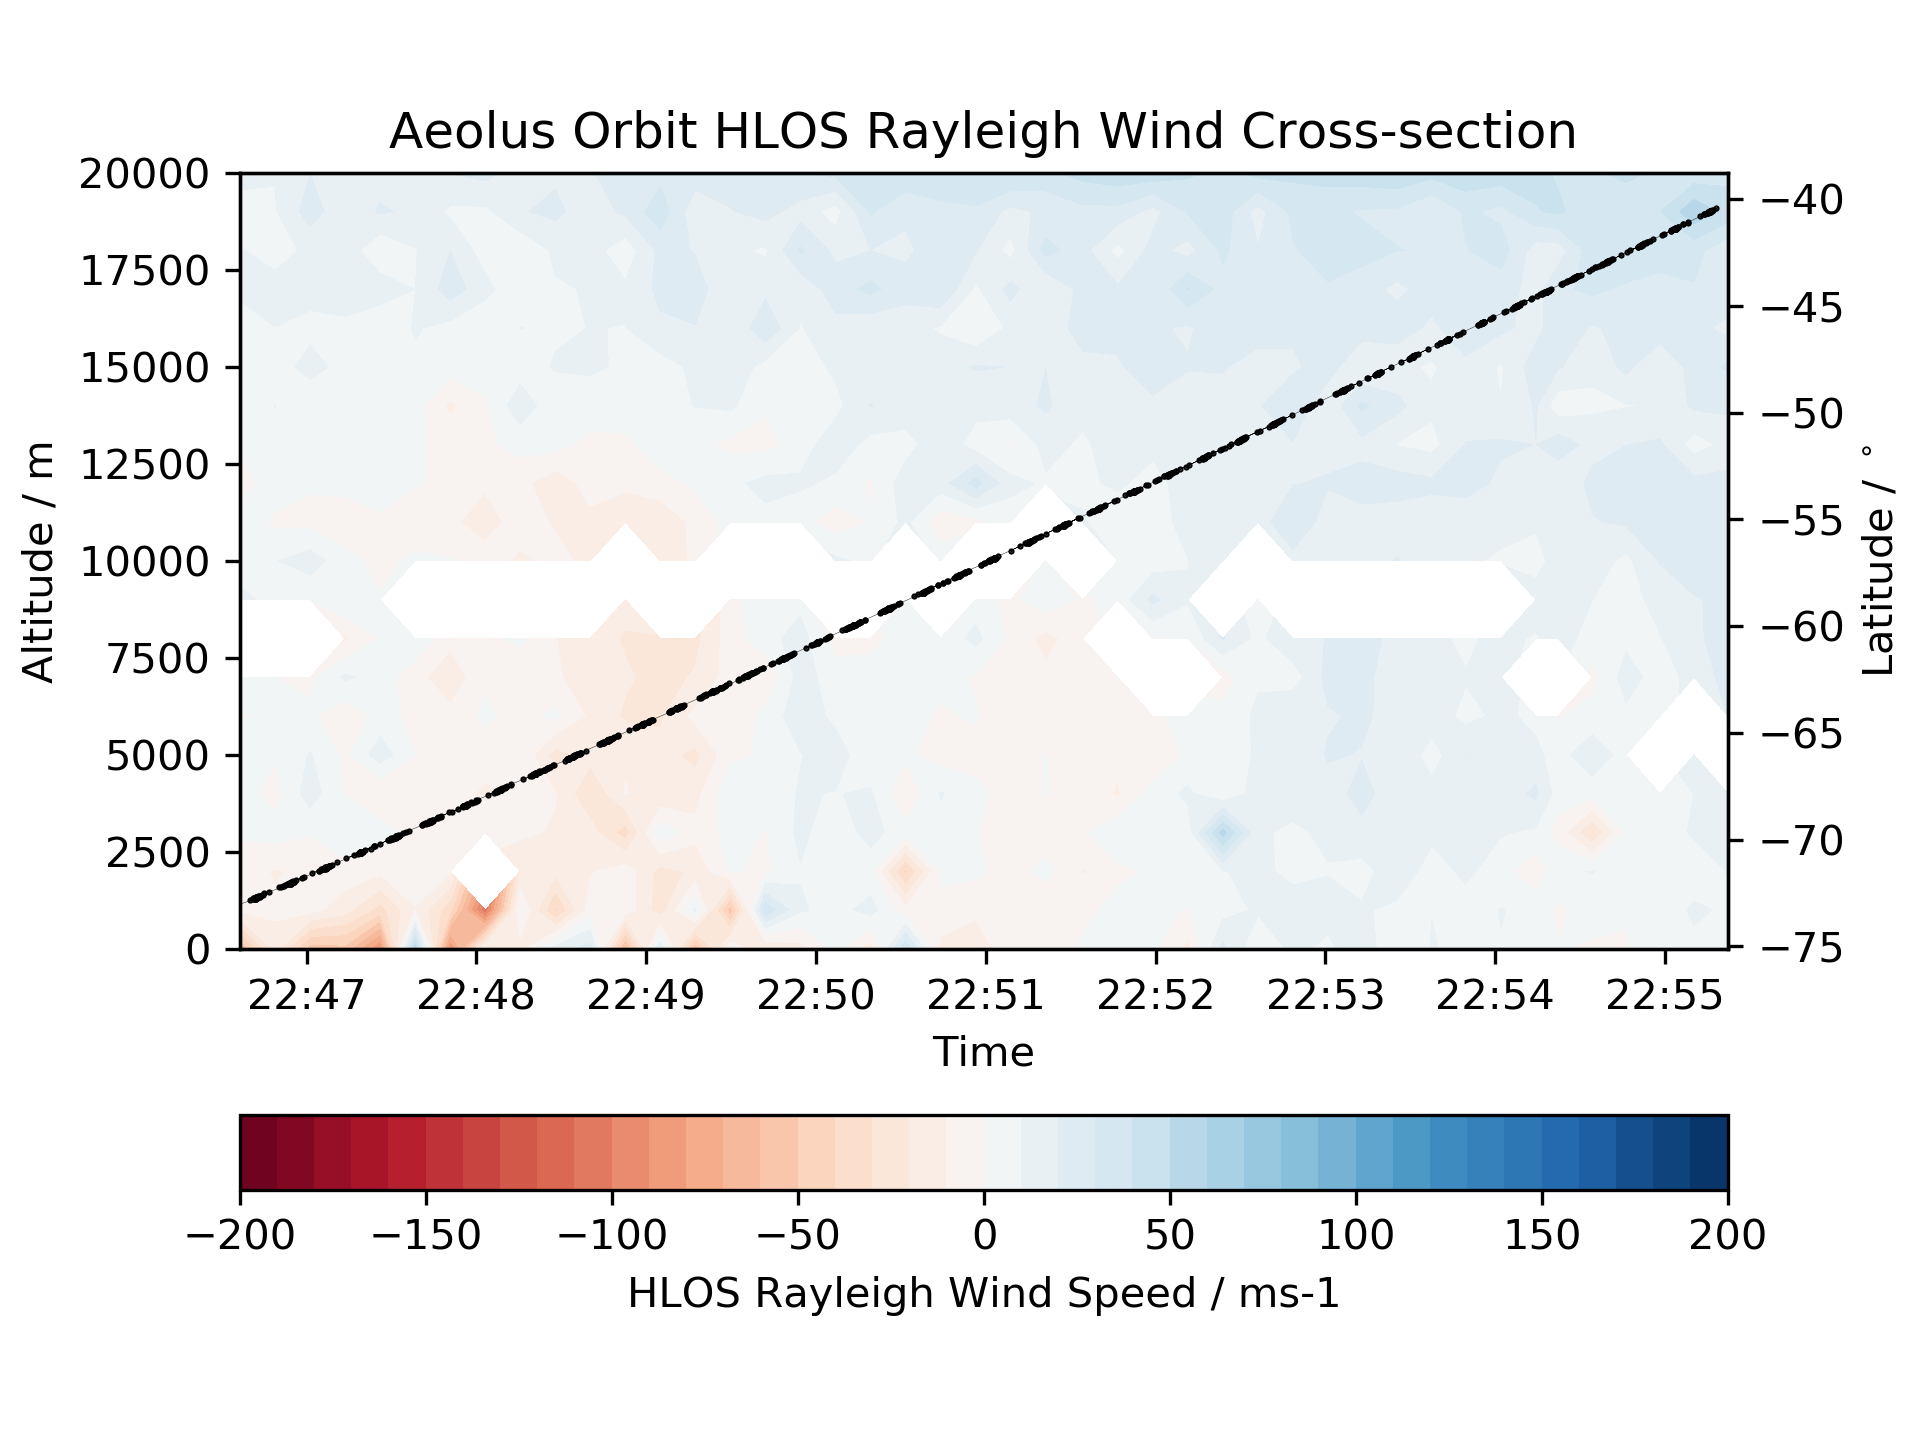 Aeolus Orbit HLOS Rayleigh Wind Cross-section
20000
17500
15000
12500
10000
7500
5000
2500
0
Altitude / m
−40
−45
−50
−55
−60
−65
−70
−75
Latitude / °
22:47 22:48 22:49 22:50 22:51 22:52 22:53 22:54 22:55
Time
−200 −150 −100 −50 0 50 100 150 200
HLOS Rayleigh Wind Speed / ms-1